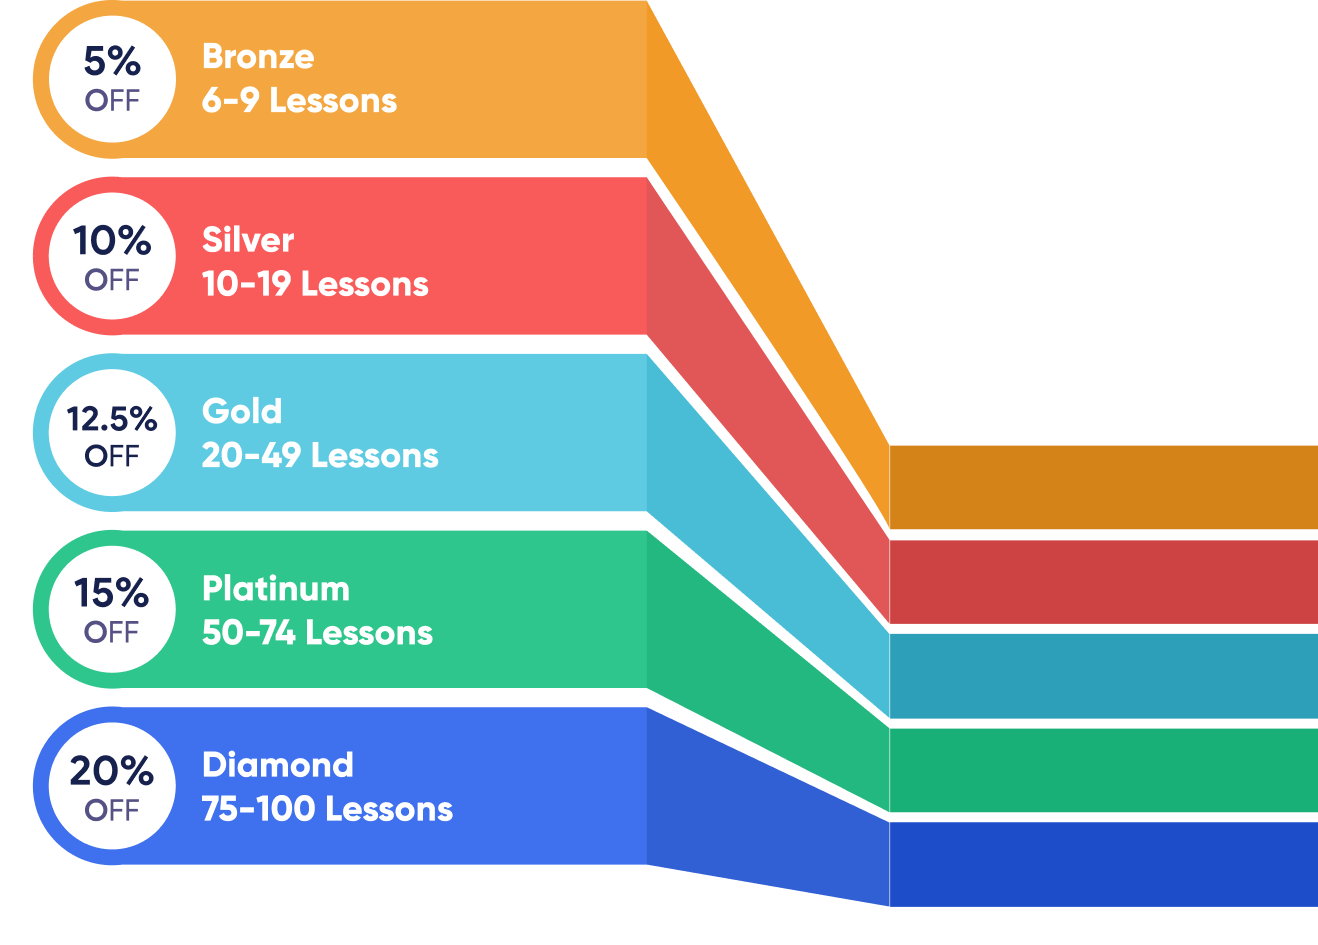 5%
OFF
Bronze
6-9 Lessons
10%
OFF
Silver
10-19 Lessons
12.5%
OFF
Gold
20-49 Lessons
15%
OFF
Platinum
50-74 Lessons
20%
OFF
Diamond
75-100 Lessons